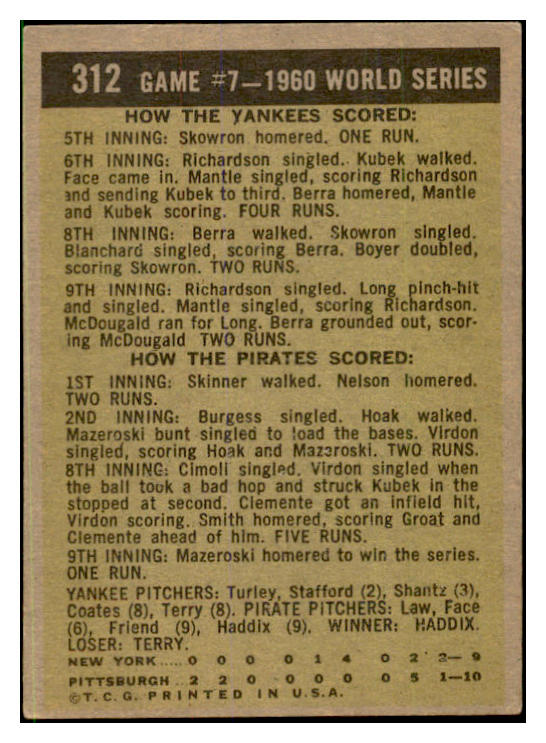 312 GAME #7—1960 WORLD SERIES
HOW THE YANKEES SCORED:
5TH INNING: Skowron homered. ONE RUN.
6TH INNING: Richardson singled. Kubek walked.
Face came in. Mantle singled, scoring Richardson
and sending Kubek to third. Berra homered, Mantle
and Kubek scoring. FOUR RUNS.
8TH INNING: Berra walked. Skowron singled.
Blanchard singled, scoring Berra. Boyer doubled,
scoring Skowron. TWO RUNS.
9TH INNING: Richardson singled. Long pinch-hit
and singled. Mantle singled, scoring Richardson.
McDougald ran for Long. Berra grounded out, scor-
ing McDougald TWO RUNS.
HOW THE PIRATES SCORED:
1ST INNING: Skinner walked. Nelson homered.
TWO RUNS.
2ND INNING: Burgess singled. Hoak walked.
Mazeroski bunt singled to load the bases. Virdon
singled, scoring Hoak and Mazeroski. TWO RUNS.
8TH INNING: Cimoli singled. Virdon singled when
the ball took a bad hop and struck Kubek in the
stopped at second. Clemente got an infield hit,
Virdon scoring. Smith homered, scoring Groat and
Clemente ahead of him. FIVE RUNS.
9TH INNING: Mazeroski homered to win the series.
ONE RUN.
YANKEE PITCHERS: Turley, Stafford (2), Shantz (3),
Coates (8), Terry (8). PIRATE PITCHERS: Law, Face
(6), Friend (9), Haddix (9). WINNER: HADDIX.
LOSER: TERRY.
NEW YORK ..... 0 0 0 0 1 4 0 2 2— 9
PITTSBURGH .. 2 2 0 0 0 0 0 5 1—10
© T.C.G. PRINTED IN U.S.A.